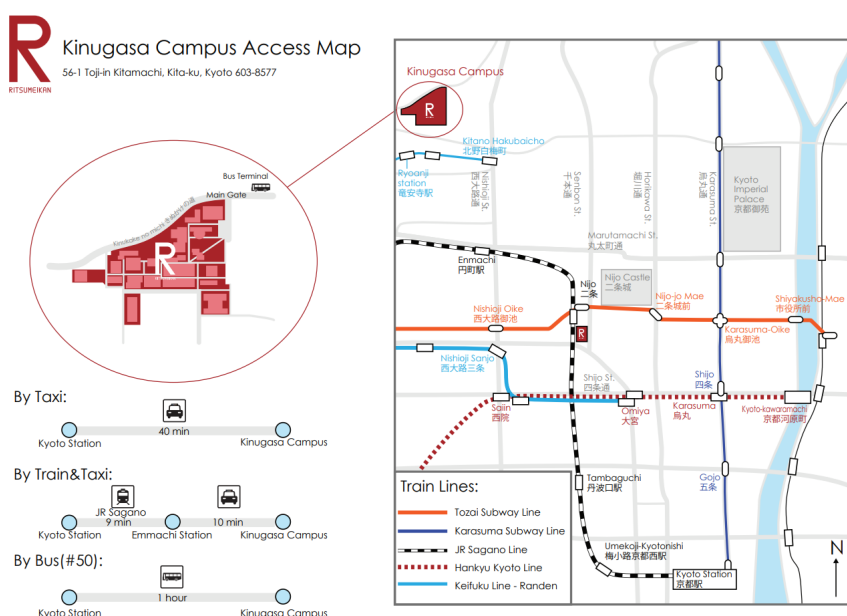 R
RITSUMEIKAN
Kinugasa Campus Access Map
56-1 Toji-in Kitamachi, Kita-ku, Kyoto 603-8577
Bus Terminal
Main Gate
Kinukake no michi きぬかけの道
R
By Taxi:
40 min
Kyoto Station
Kinugasa Campus
By Train&Taxi:
JR Sagano
9 min
10 min
Kyoto Station
Emmachi Station
Kinugasa Campus
By Bus(#50):
1 hour
Kyoto Station
Kinugasa Campus
Kinugasa Campus
R
Kitano Hakubaicho
北野白梅町
Ryoanji
station
竜安寺駅
Nishioji St.
西大路通
Senbon St.
千本通
Horikawa St.
堀川通
Karasuma St.
烏丸通
Kyoto
Imperial
Palace
京都御苑
Marutamachi St.
丸太町通
Enmachi
円町駅
Nijo
二条
Nijo Castle
二条城
Nishioji Oike
西大路御池
Nijo-jo Mae
二条城前
Shiyakusho-Mae
市役所前
R
Karasuma-Oike
烏丸御池
Nishioji Sanjo
西大路三条
Shijo St.
四条通
Shijo
四条
Saiin
西院
Omiya
大宮
Karasuma
烏丸
Kyoto-kawaramachi
京都河原町
Gojo
五条
Tambaguchi
丹波口駅
Umekoji-Kyotonishi
梅小路京都西駅
Kyoto Station
京都駅
N
Train Lines:
Tozai Subway Line
Karasuma Subway Line
JR Sagano Line
Hankyu Kyoto Line
Keifuku Line - Randen